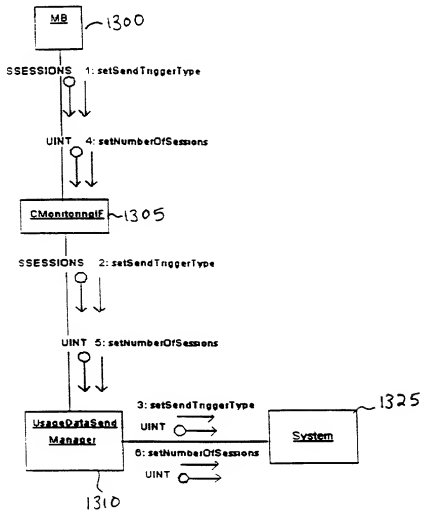 MB
1300
SSESSIONS 1: setSendTriggerType
UINT 4: setNumberOfSessions
CMonitoringIF
1305
SSESSIONS 2: setSendTriggerType
UINT 5: setNumberOfSessions
UsageDataSend
Manager
1310
3: setSendTriggerType
UINT
6: setNumberOfSessions
UINT
System
1325